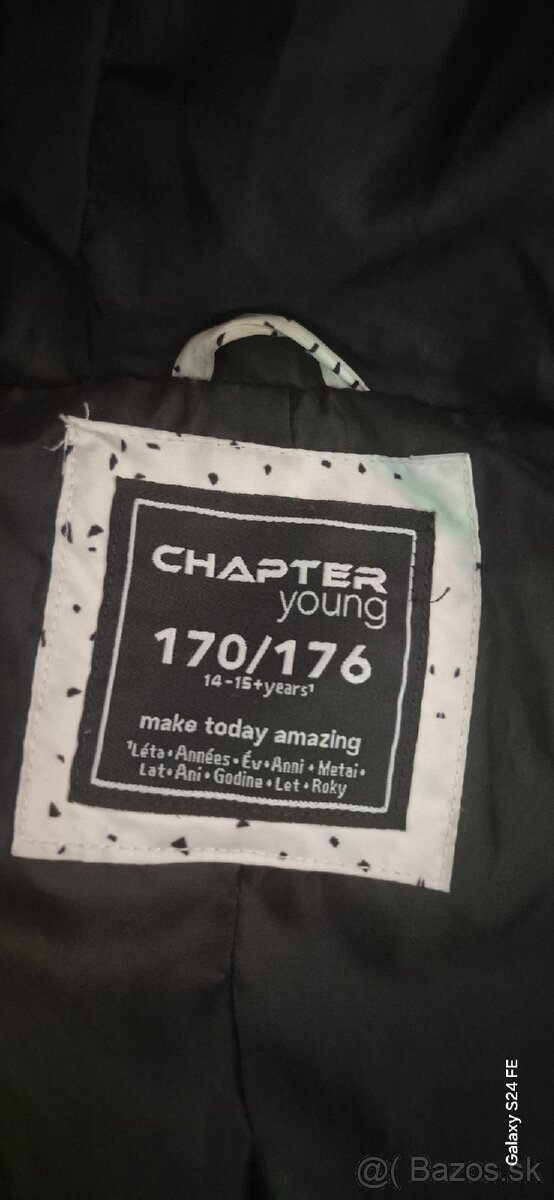 CHAPTER
young
170/176
14-15+years¹
make today amazing
¹Léta•Années•Év•Anni•Metai•
Lat•Ani•Godine•Let•Roky
Galaxy S24 FE
@( Bazos.sk